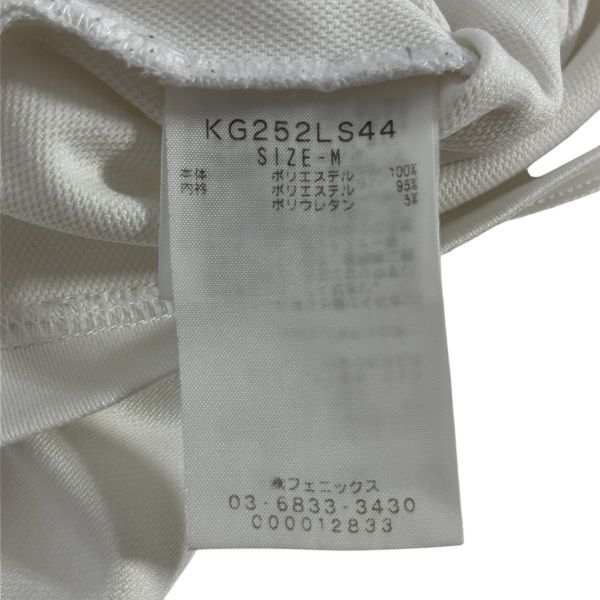 KG252LS44
SIZE-M
本体 ポリエステル 100%
内衿 ポリエステル 95%
ポリウレタン 5%
㈱フェニックス
03-6833-3430
000012833